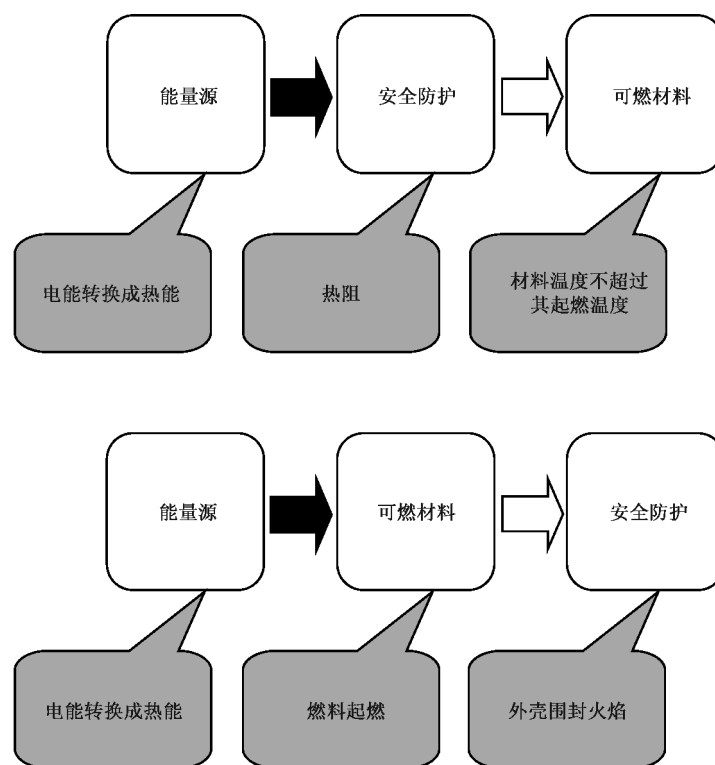 能量源
安全防护
可燃材料
电能转换成热能
热阻
材料温度不超过
其起燃温度
能量源
可燃材料
安全防护
电能转换成热能
燃料起燃
外壳围封火焰